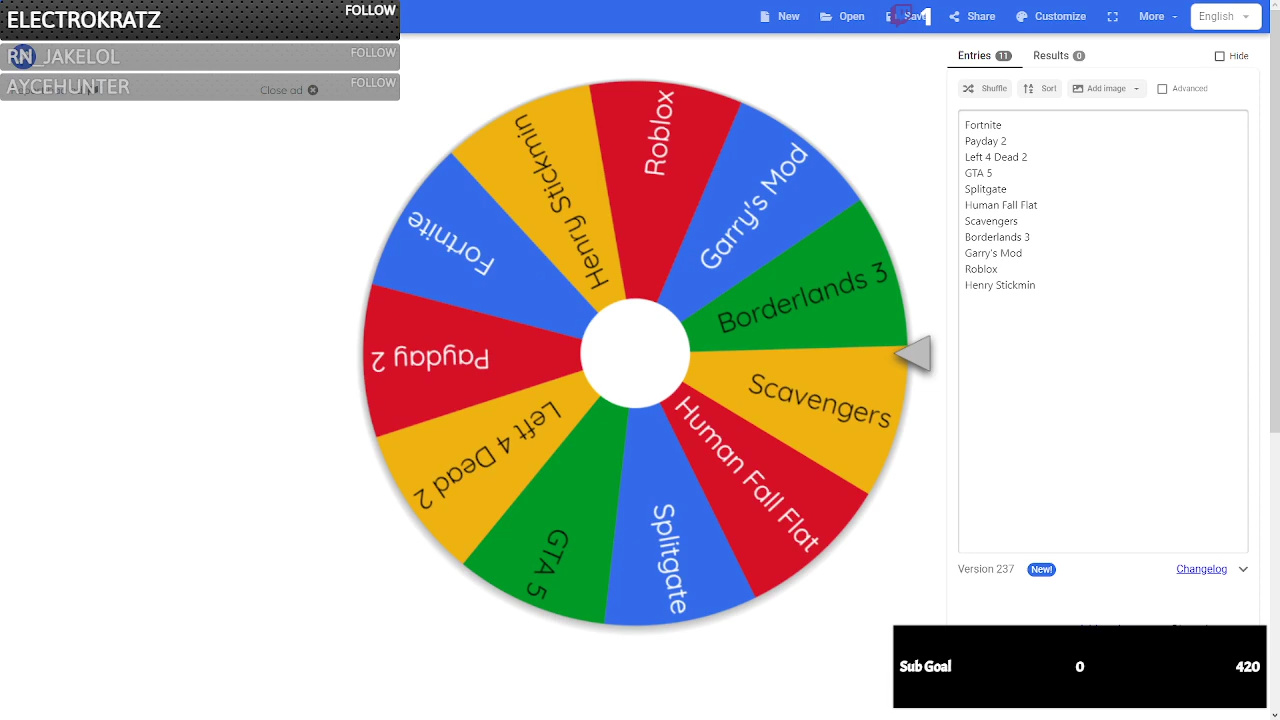 ELECTROKRATZ FOLLOW
RN_JAKELOL FOLLOW
AYCEHUNTER FOLLOW
Close ad
New Open Save Share Customize More English
1
Entries 11 Results 0 Hide
Shuffle Sort Add image Advanced
Fortnite
Payday 2
Left 4 Dead 2
GTA 5
Splitgate
Human Fall Flat
Scavengers
Borderlands 3
Garry's Mod
Roblox
Henry Stickmin
Roblox
Garry's Mod
Borderlands 3
Scavengers
Human Fall Flat
Splitgate
GTA 5
Left 4 Dead 2
Payday 2
Fortnite
Henry Stickmin
Version 237 New! Changelog
Sub Goal 0 420